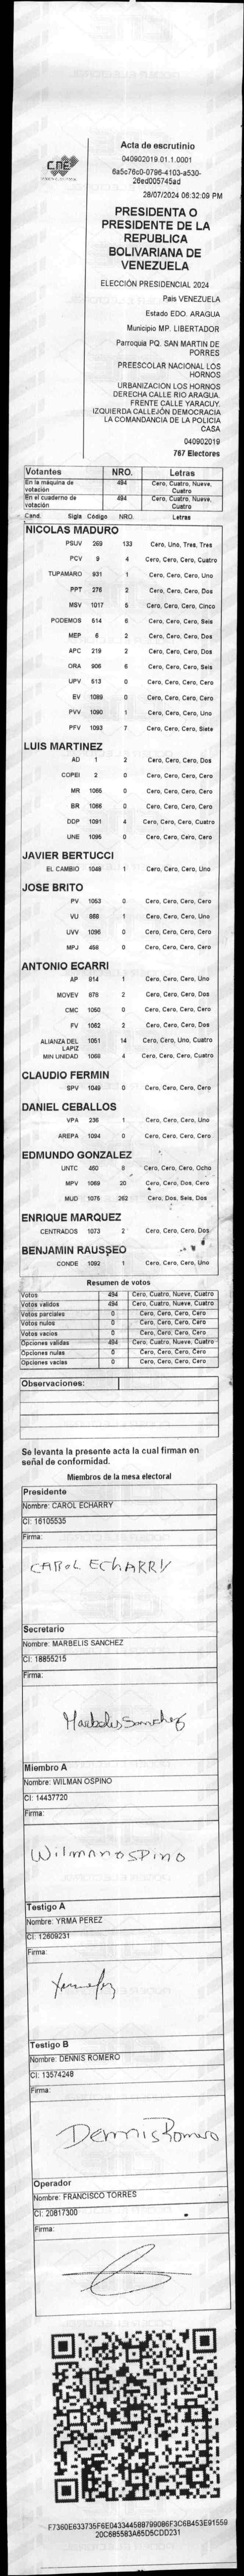 CNE
Acta de escrutinio
040902019.01.1.0001
6a5c76c0-0796-4103-a530-
26ed005745ad
28/07/2024 06:32:09 PM
PRESIDENTA O
PRESIDENTE DE LA
REPUBLICA
BOLIVARIANA DE
VENEZUELA
ELECCIÓN PRESIDENCIAL 2024
Pais VENEZUELA
Estado EDO. ARAGUA
Municipio MP. LIBERTADOR
Parroquia PQ. SAN MARTIN DE
PORRES
PREESCOLAR NACIONAL LOS
HORNOS
URBANIZACION LOS HORNOS
DERECHA CALLE RIO ARAGUA.
FRENTE CALLE YARACUY.
IZQUIERDA CALLEJÓN DEMOCRACIA
LA COMANDANCIA DE LA POLICIA
CASA
040902019
767 Electores
Votantes NRO. Letras
En la máquina de votación 494 Cero, Cuatro, Nueve, Cuatro
En el cuaderno de votación 494 Cero, Cuatro, Nueve, Cuatro
Cand. Sigla Código NRO. Letras
NICOLAS MADURO
PSUV 269 133 Cero, Uno, Tres, Tres
PCV 9 4 Cero, Cero, Cero, Cuatro
TUPAMARO 931 1 Cero, Cero, Cero, Uno
PPT 276 2 Cero, Cero, Cero, Dos
MSV 1017 5 Cero, Cero, Cero, Cinco
PODEMOS 514 6 Cero, Cero, Cero, Seis
MEP 6 2 Cero, Cero, Cero, Dos
APC 219 2 Cero, Cero, Cero, Dos
ORA 906 6 Cero, Cero, Cero, Seis
UPV 513 0 Cero, Cero, Cero, Cero
EV 1089 0 Cero, Cero, Cero, Cero
PVV 1090 1 Cero, Cero, Cero, Uno
PFV 1093 7 Cero, Cero, Cero, Siete
LUIS MARTINEZ
AD 1 2 Cero, Cero, Cero, Dos
COPEI 2 0 Cero, Cero, Cero, Cero
MR 1065 0 Cero, Cero, Cero, Cero
BR 1066 0 Cero, Cero, Cero, Cero
DDP 1091 4 Cero, Cero, Cero, Cuatro
UNE 1095 0 Cero, Cero, Cero, Cero
JAVIER BERTUCCI
EL CAMBIO 1048 1 Cero, Cero, Cero, Uno
JOSE BRITO
PV 1053 0 Cero, Cero, Cero, Cero
VU 868 1 Cero, Cero, Cero, Uno
UVV 1096 0 Cero, Cero, Cero, Cero
MPJ 458 0 Cero, Cero, Cero, Cero
ANTONIO ECARRI
AP 814 1 Cero, Cero, Cero, Uno
MOVEV 878 2 Cero, Cero, Cero, Dos
CMC 1050 0 Cero, Cero, Cero, Cero
FV 1062 2 Cero, Cero, Cero, Dos
ALIANZA DEL LAPIZ 1051 14 Cero, Cero, Uno, Cuatro
MIN UNIDAD 1068 4 Cero, Cero, Cero, Cuatro
CLAUDIO FERMIN
SPV 1049 0 Cero, Cero, Cero, Cero
DANIEL CEBALLOS
VPA 236 1 Cero, Cero, Cero, Uno
AREPA 1094 0 Cero, Cero, Cero, Cero
EDMUNDO GONZALEZ
UNTC 460 8 Cero, Cero, Cero, Ocho
MPV 1069 20 Cero, Cero, Dos, Cero
MUD 1075 262 Cero, Dos, Seis, Dos
ENRIQUE MARQUEZ
CENTRADOS 1073 2 Cero, Cero, Cero, Dos
BENJAMIN RAUSSEO
CONDE 1092 1 Cero, Cero, Cero, Uno
Resumen de votos
Votos 494 Cero, Cuatro, Nueve, Cuatro
Votos validos 494 Cero, Cuatro, Nueve, Cuatro
Votos parciales 0 Cero, Cero, Cero, Cero
Votos nulos 0 Cero, Cero, Cero, Cero
Votos vacios 0 Cero, Cero, Cero, Cero
Opciones validas 494 Cero, Cuatro, Nueve, Cuatro
Opciones nulas 0 Cero, Cero, Cero, Cero
Opciones vacias 0 Cero, Cero, Cero, Cero
Observaciones:
Se levanta la presente acta la cual firman en
señal de conformidad.
Miembros de la mesa electoral
Presidente
Nombre: CAROL ECHARRY
CI: 16105535
Firma:
CAROL ECHARRY
Secretario
Nombre: MARBELIS SANCHEZ
CI: 18855215
Firma:
Marbelis Sanchez
Miembro A
Nombre: WILMAN OSPINO
CI: 14437720
Firma:
Wilman OSPINO
Testigo A
Nombre: YRMA PEREZ
CI: 12609231
Firma:
Testigo B
Nombre: DENNIS ROMERO
CI: 13574248
Firma:
Dennis Romero
Operador
Nombre: FRANCISCO TORRES
CI: 20817300
Firma:
F7360E633735F6E043344588799086F3C6B453E91559
20C685583A65D5CDD231